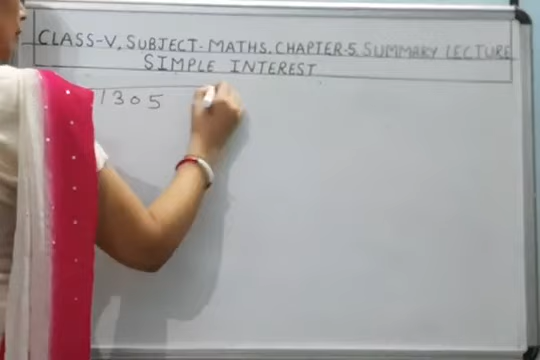 CLASS-V, SUBJECT-MATHS. CHAPTER-5. SUMMARY LECTURE
SIMPLE INTEREST
1305